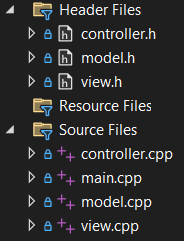 Header Files
controller.h
model.h
view.h
Resource Files
Source Files
controller.cpp
main.cpp
model.cpp
view.cpp